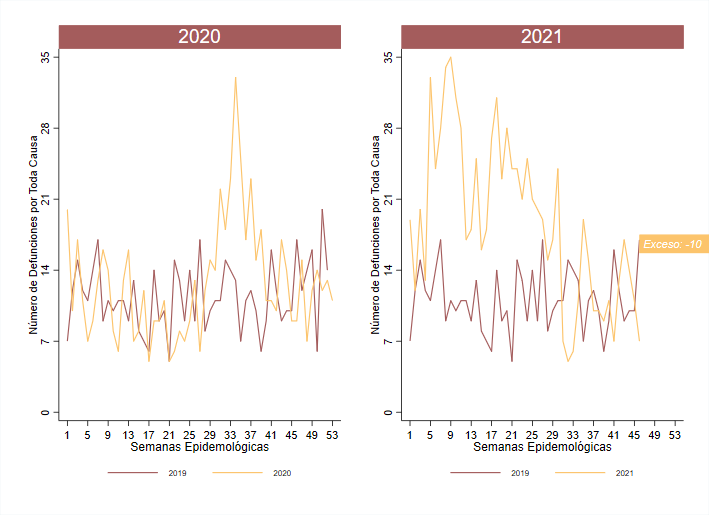 2020
Número de Defunciones por Toda Causa
35
28
21
14
7
0
1 5 9 13 17 21 25 29 33 37 41 45 49 53
Semanas Epidemológicas
2019 2020
2021
Número de Defunciones por Toda Causa
35
28
21
14
7
0
Exceso: -10
1 5 9 13 17 21 25 29 33 37 41 45 49 53
Semanas Epidemológicas
2019 2021